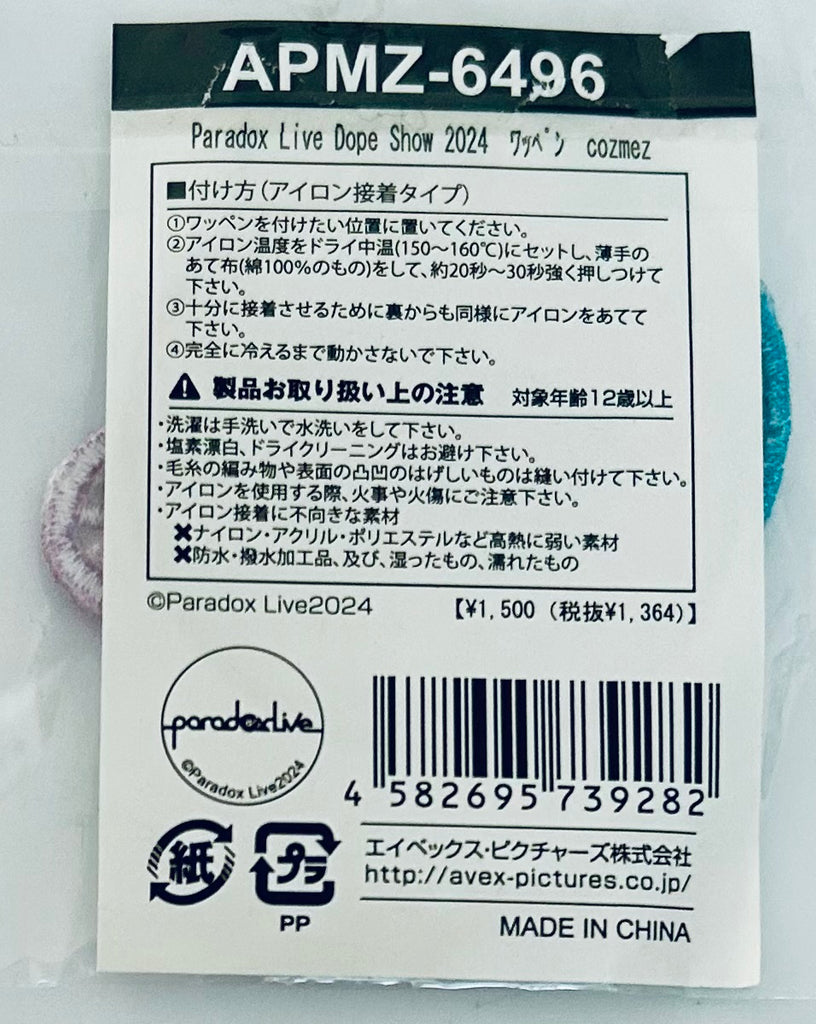 APMZ-6496
Paradox Live Dope Show 2024 ﾜｯﾍﾟﾝ cozmez
■付け方(アイロン接着タイプ)
①ワッペンを付けたい位置に置いてください。
②アイロン温度をドライ中温(150～160℃)にセットし、薄手の
あて布(綿100%のもの)をして、約20秒～30秒強く押しつけて
下さい。
③十分に接着させるために裏からも同様にアイロンをあてて
下さい。
④完全に冷えるまで動かさないで下さい。
製品お取り扱い上の注意 対象年齢12歳以上
・洗濯は手洗いで水洗いをして下さい。
・塩素漂白、ドライクリーニングはお避け下さい。
・毛糸の編み物や表面の凸凹のはげしいものは縫い付けて下さい。
・アイロンを使用する際、火事や火傷にご注意下さい。
・アイロン接着に不向きな素材
✖ナイロン・アクリル・ポリエステルなど高熱に弱い素材
✖防水・撥水加工品、及び、湿ったもの、濡れたもの
©Paradox Live2024 【¥1,500 (税抜¥1,364)】
paradoxLive
©Paradox Live2024
4 582695 739282
紙
プラ
PP
エイベックス・ピクチャーズ株式会社
http://avex-pictures.co.jp/
MADE IN CHINA